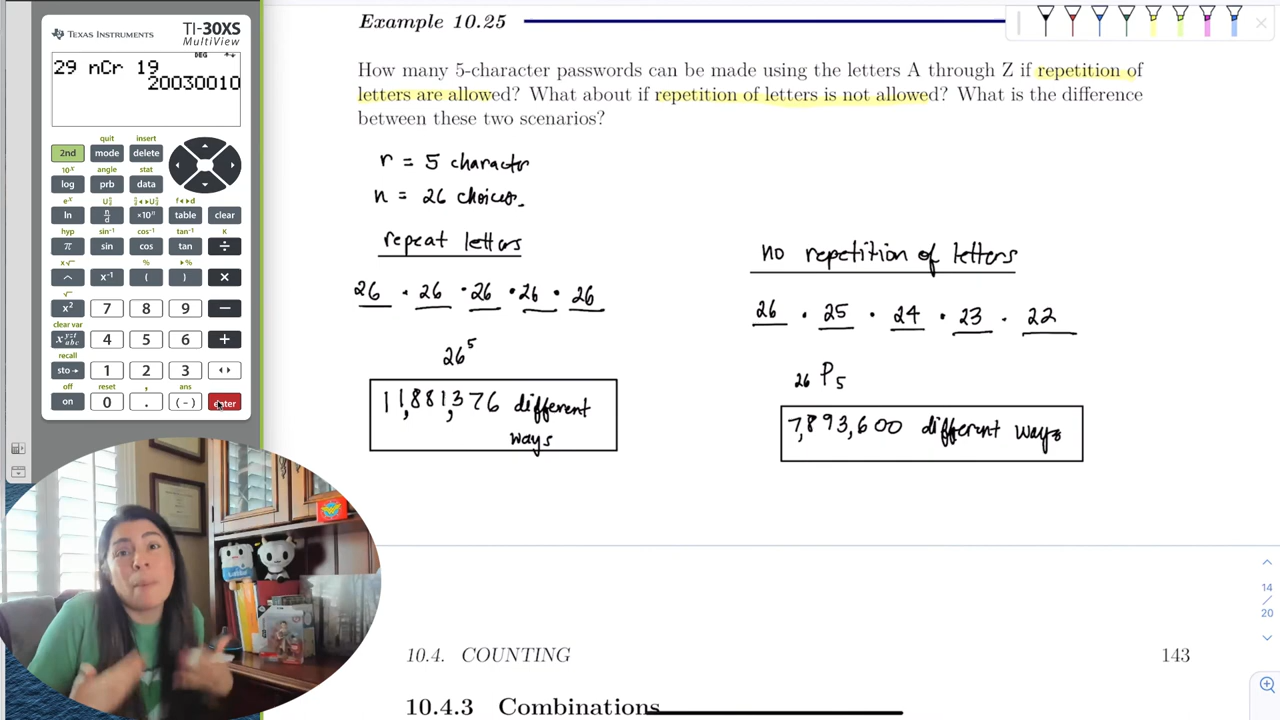 Example 10.25
How many 5-character passwords can be made using the letters A through Z if repetition of
letters are allowed? What about if repetition of letters is not allowed? What is the difference
between these two scenarios?
r = 5 character
n = 26 choices.
repeat letters
26 · 26 · 26 · 26 · 26
26⁵
11,881,376 different
ways
no repetition of letters
26 · 25 · 24 · 23 · 22
₂₆P₅
7,893,600 different ways
10.4. COUNTING 143
10.4.3 Combinations
14
/
20
TEXAS INSTRUMENTS TI-30XS
MultiView
DEG
29 nCr 19
20030010
quit insert
2nd mode delete
10ˣ angle stat
log prb data
eˣ
ln n/d ×10ⁿ table clear
hyp sin⁻¹ cos⁻¹ tan⁻¹ K
π sin cos tan ÷
ˣ√ % ▶%
^ x⁻¹ ( ) ×
√
x² 7 8 9 −
clear var
x yzt abc 4 5 6 +
recall
sto→ 1 2 3
off reset , ans
on 0 . (-) enter